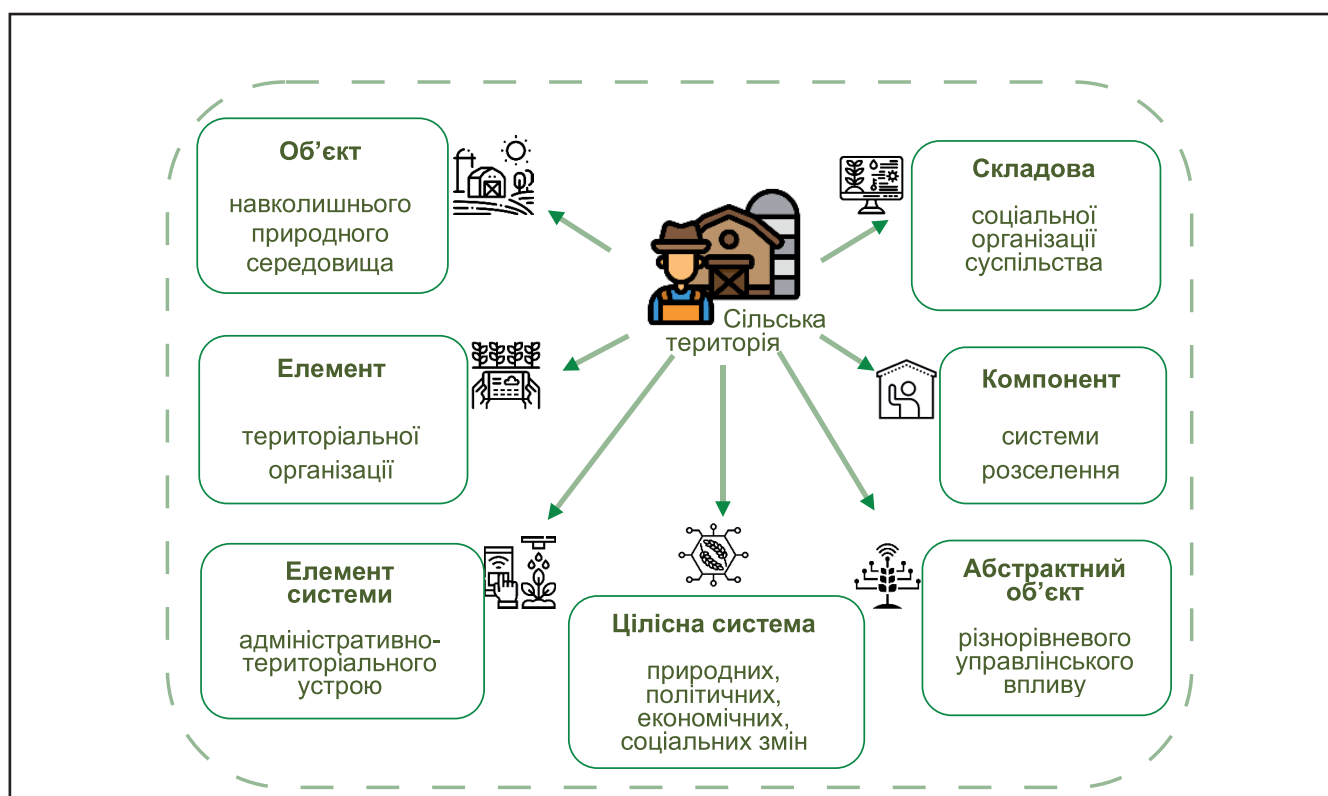 Об’єкт
навколишнього
природного
середовища
Складова
соціальної
організації
суспільства
Сільська
територія
Елемент
територіальної
організації
Компонент
системи
розселення
Елемент
системи
адміністративно-
територіального
устрою
Цілісна система
природних,
політичних,
економічних,
соціальних змін
Абстрактний
об’єкт
різнорівневого
управлінського
впливу